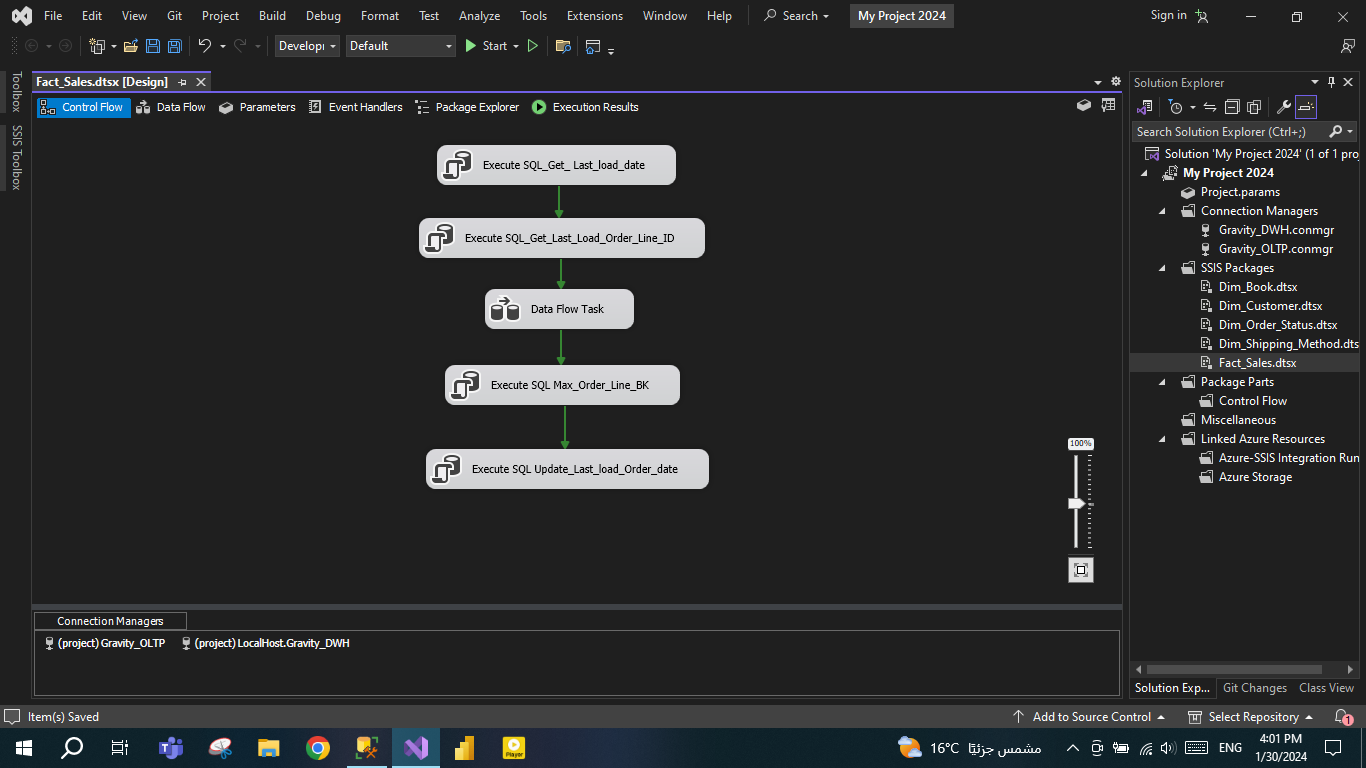 File Edit View Git Project Build Debug Format Test Analyze Tools Extensions Window Help Search My Project 2024 Sign in
Develop Default Start
Fact_Sales.dtsx [Design]
Control Flow Data Flow Parameters Event Handlers Package Explorer Execution Results
Toolbox
SSIS Toolbox
Execute SQL_Get_ Last_load_date
Execute SQL_Get_Last_Load_Order_Line_ID
Data Flow Task
Execute SQL Max_Order_Line_BK
Execute SQL Update_Last_load_Order_date
100%
Connection Managers
(project) Gravity_OLTP (project) LocalHost.Gravity_DWH
Solution Explorer
Search Solution Explorer (Ctrl+;)
Solution 'My Project 2024' (1 of 1 pro
My Project 2024
Project.params
Connection Managers
Gravity_DWH.conmgr
Gravity_OLTP.conmgr
SSIS Packages
Dim_Book.dtsx
Dim_Customer.dtsx
Dim_Order_Status.dtsx
Dim_Shipping_Method.dts
Fact_Sales.dtsx
Package Parts
Control Flow
Miscellaneous
Linked Azure Resources
Azure-SSIS Integration Run
Azure Storage
Solution Exp... Git Changes Class View
Item(s) Saved Add to Source Control Select Repository 1
Player
16°C مشمس جزئيًا ENG 4:01 PM
1/30/2024